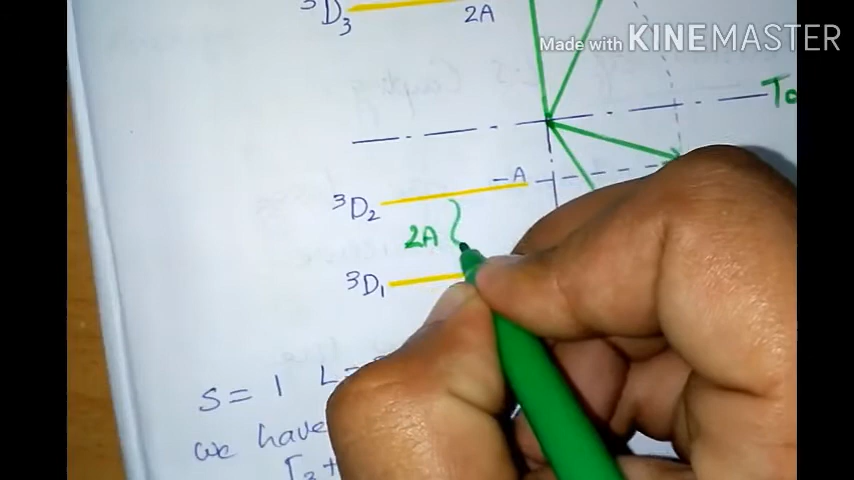 ³D₃ 2A
Made with KINEMASTER
To
³D₂ -A
2A
³D₁
S = 1 L=
we have